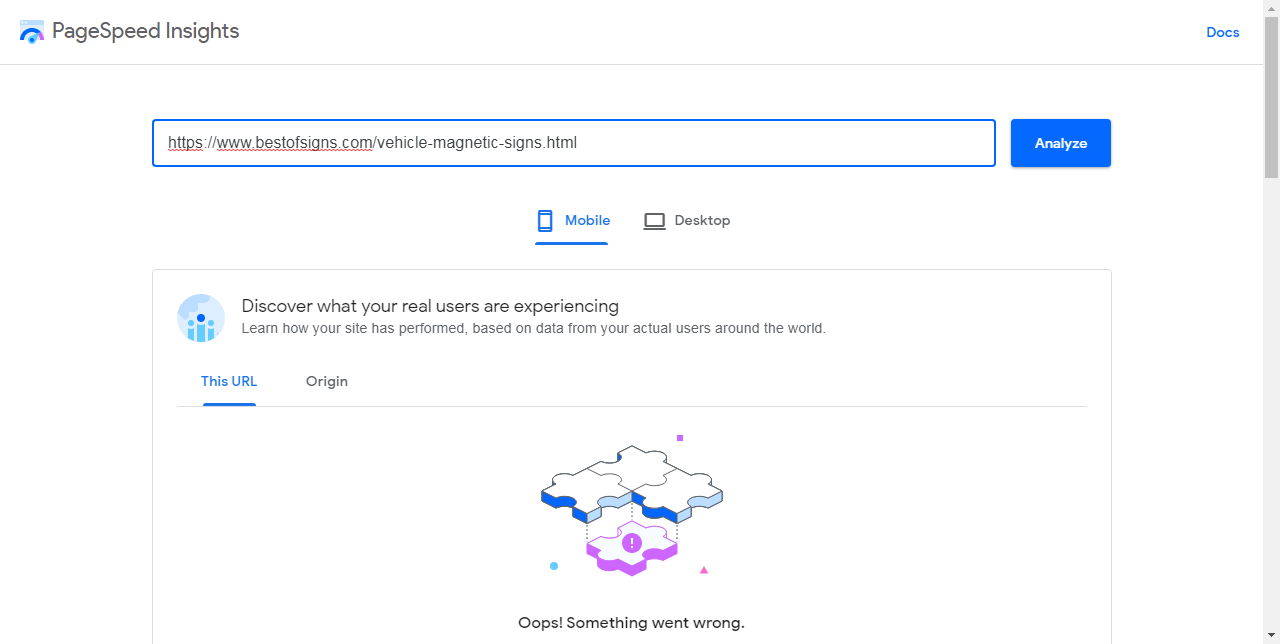 PageSpeed Insights
Docs
https://www.bestofsigns.com/vehicle-magnetic-signs.html
Analyze
Mobile
Desktop
Discover what your real users are experiencing
Learn how your site has performed, based on data from your actual users around the world.
This URL
Origin
!
Oops! Something went wrong.